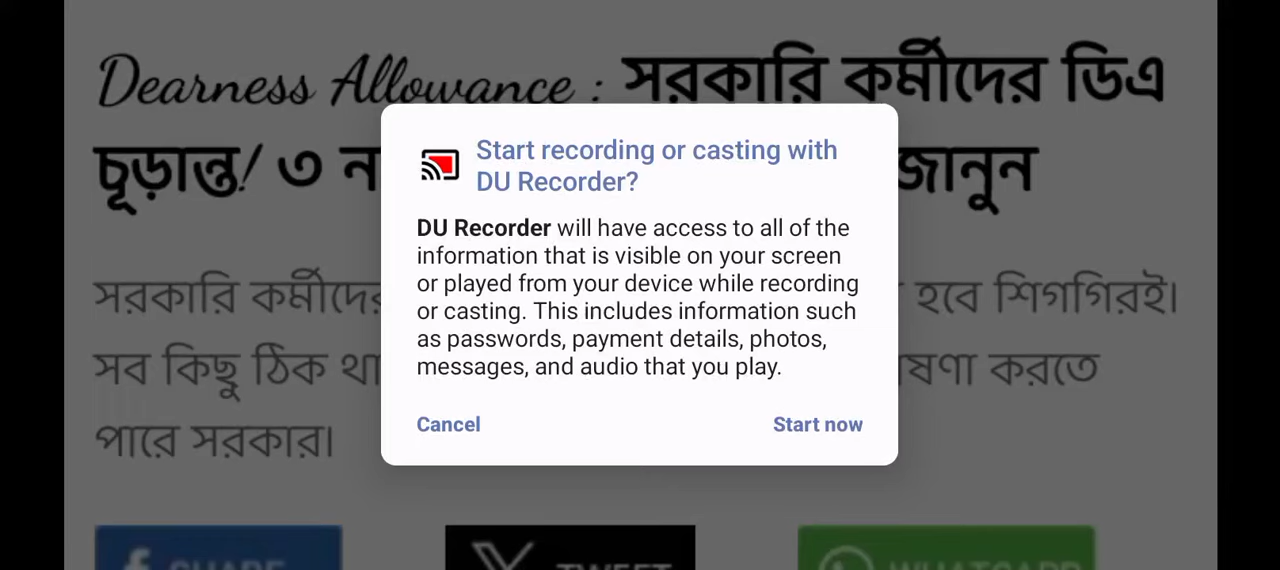 Dearness Allowance : সরকারি কর্মীদের ডিএ
চূড়ান্ত! ৩ ন জানুন
Start recording or casting with
DU Recorder?
DU Recorder will have access to all of the
information that is visible on your screen
or played from your device while recording
or casting. This includes information such
as passwords, payment details, photos,
messages, and audio that you play.
Cancel
Start now
সরকারি কর্মীদের হবে শিগগিরই।
সব কিছু ঠিক করতে
পারে সরকার।
SHARE
TWEET
WHATSAPP